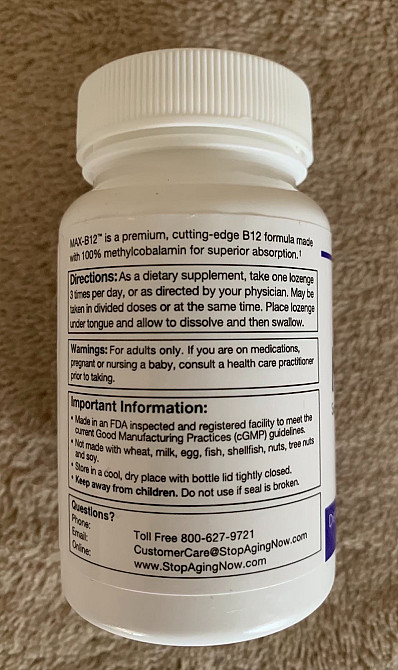 MAX-B12™ is a premium, cutting-edge B12 formula made
with 100% methylcobalamin for superior absorption.¹
Directions: As a dietary supplement, take one lozenge
3 times per day, or as directed by your physician. May be
taken in divided doses or at the same time. Place lozenge
under tongue and allow to dissolve and then swallow.
Warnings: For adults only. If you are on medications,
pregnant or nursing a baby, consult a health care practitioner
prior to taking.
Important Information:
• Made in an FDA inspected and registered facility to meet the
current Good Manufacturing Practices (cGMP) guidelines.
• Not made with wheat, milk, egg, fish, shellfish, nuts, tree nuts
and soy.
• Store in a cool, dry place with bottle lid tightly closed.
• Keep away from children. Do not use if seal is broken.
Questions?
Phone: Toll Free 800-627-9721
Email: CustomerCare@StopAgingNow.com
Online: www.StopAgingNow.com